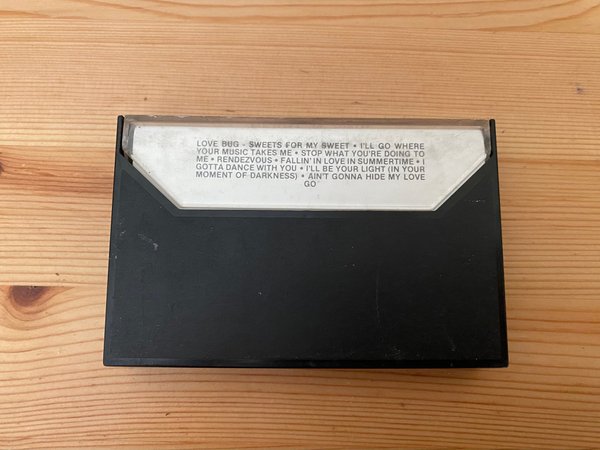 LOVE BUG - SWEETS FOR MY SWEET • I'LL GO WHERE
YOUR MUSIC TAKES ME • STOP WHAT YOU'RE DOING TO
ME • RENDEZVOUS • FALLIN' IN LOVE IN SUMMERTIME • I
GOTTA DANCE WITH YOU • I'LL BE YOUR LIGHT (IN YOUR
MOMENT OF DARKNESS) • AIN'T GONNA HIDE MY LOVE
GO